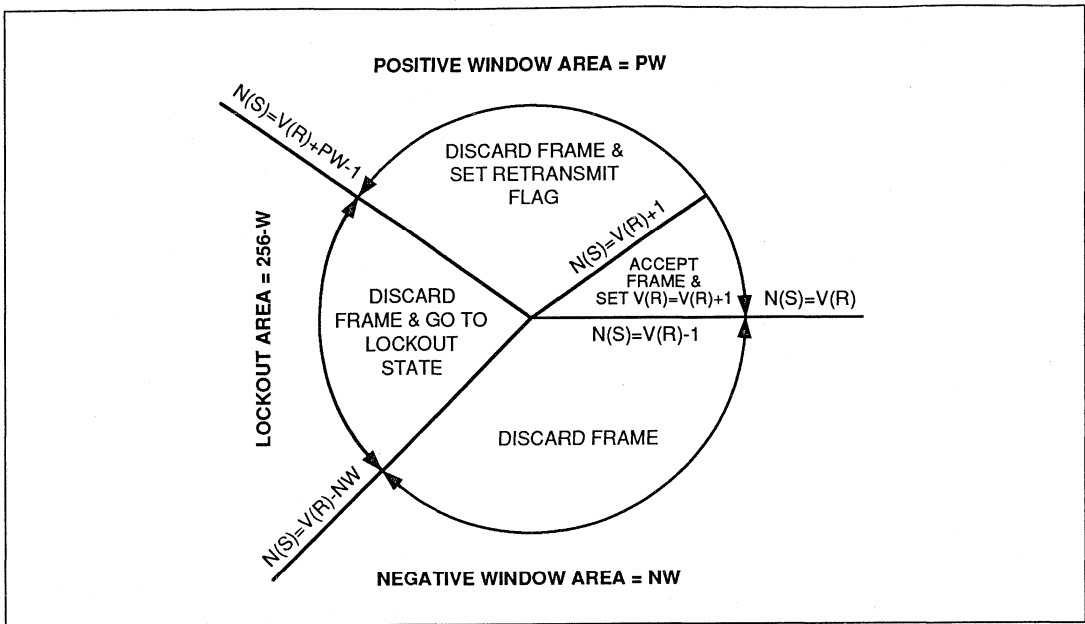 POSITIVE WINDOW AREA = PW
N(S)=V(R)+PW-1
DISCARD FRAME &
SET RETRANSMIT
FLAG
N(S)=V(R)+1
ACCEPT
FRAME &
SET V(R)=V(R)+1
N(S)=V(R)
N(S)=V(R)-1
LOCKOUT AREA = 256-W
DISCARD
FRAME & GO TO
LOCKOUT
STATE
DISCARD FRAME
N(S)=V(R)-NW
NEGATIVE WINDOW AREA = NW